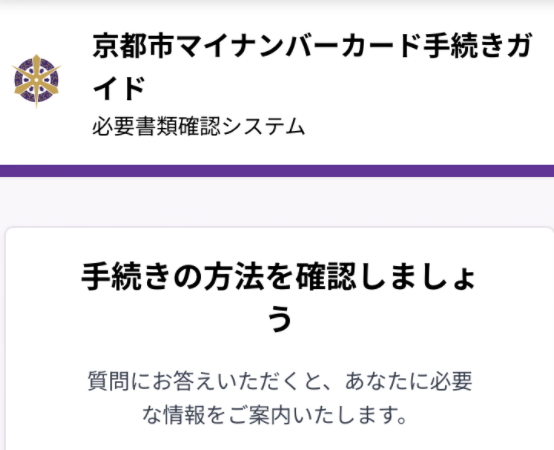 京都市マイナンバーカード手続きガ
イド
必要書類確認システム
手続きの方法を確認しましょ
う
質問にお答えいただくと、あなたに必要
な情報をご案内いたします。